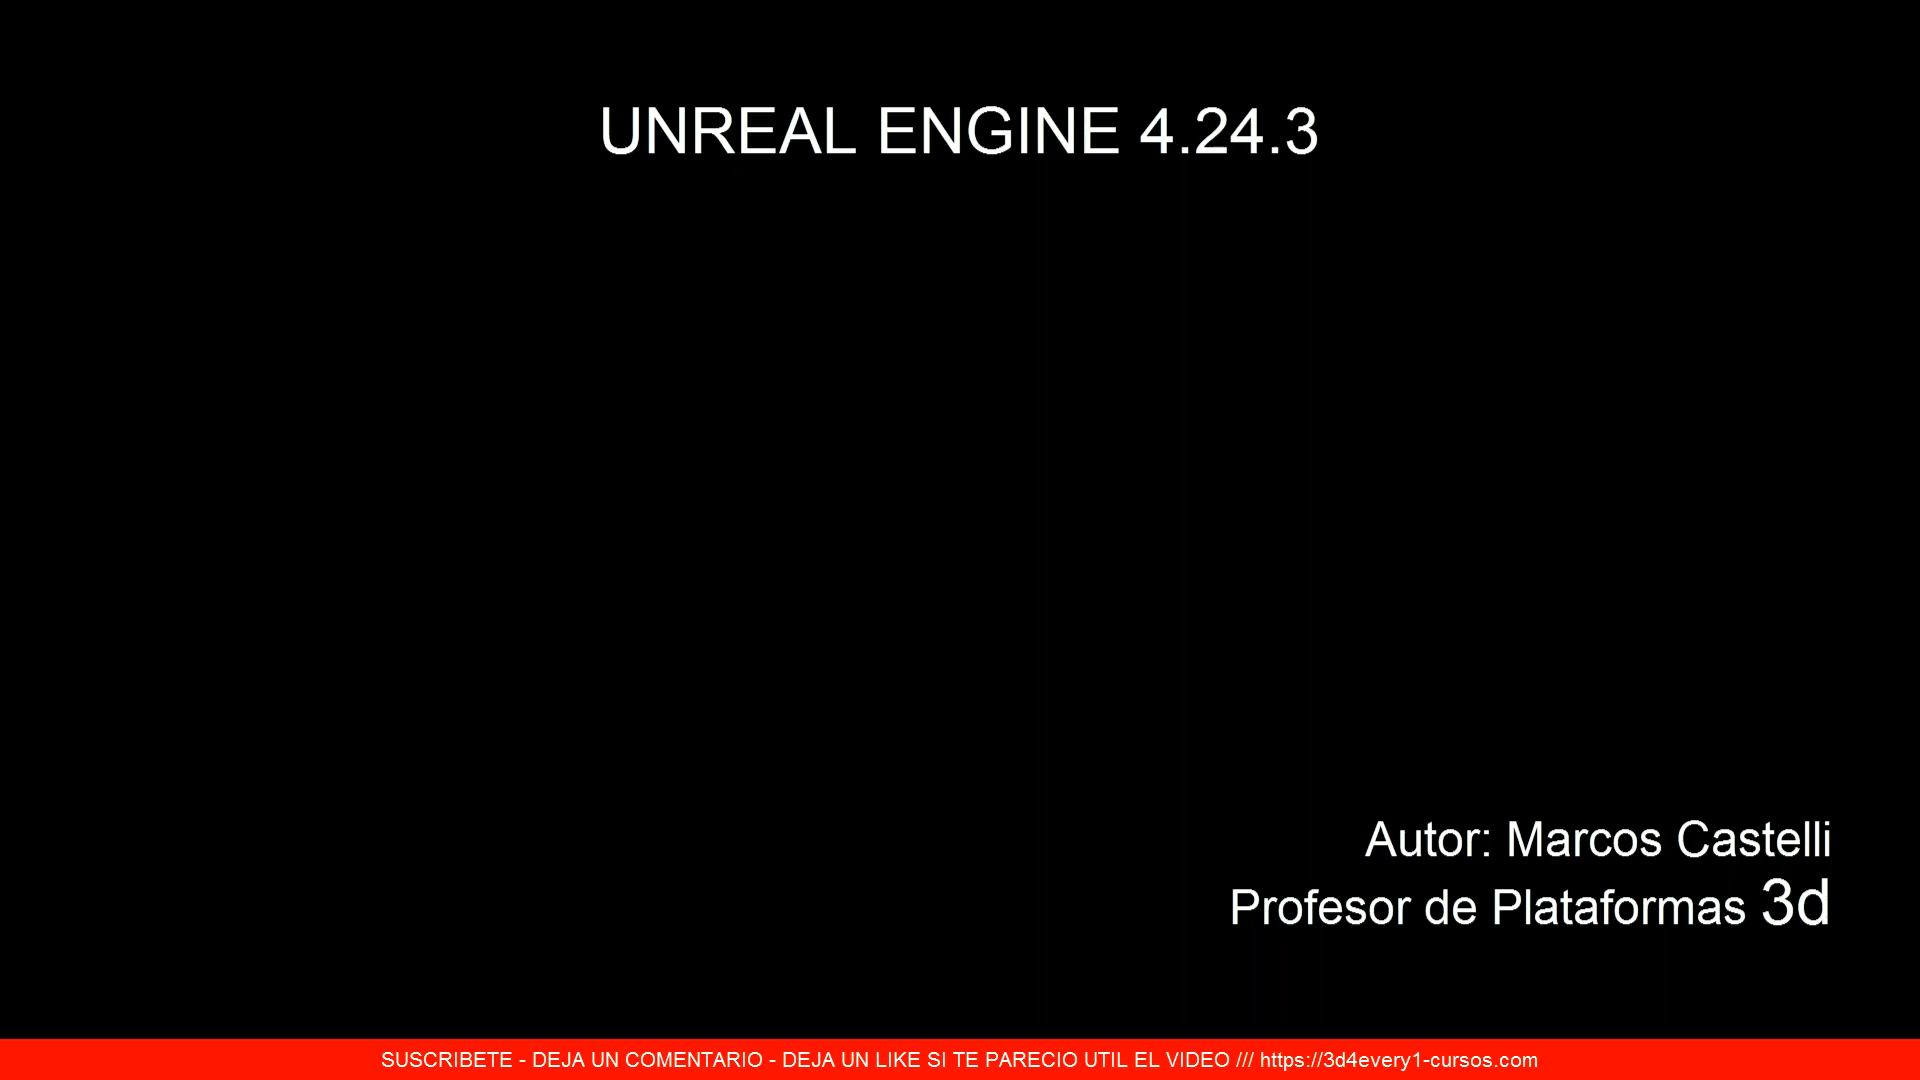 UNREAL ENGINE 4.24.3
Autor: Marcos Castelli
Profesor de Plataformas 3d
SUSCRIBETE - DEJA UN COMENTARIO - DEJA UN LIKE SI TE PARECIO UTIL EL VIDEO /// https://3d4every1-cursos.com